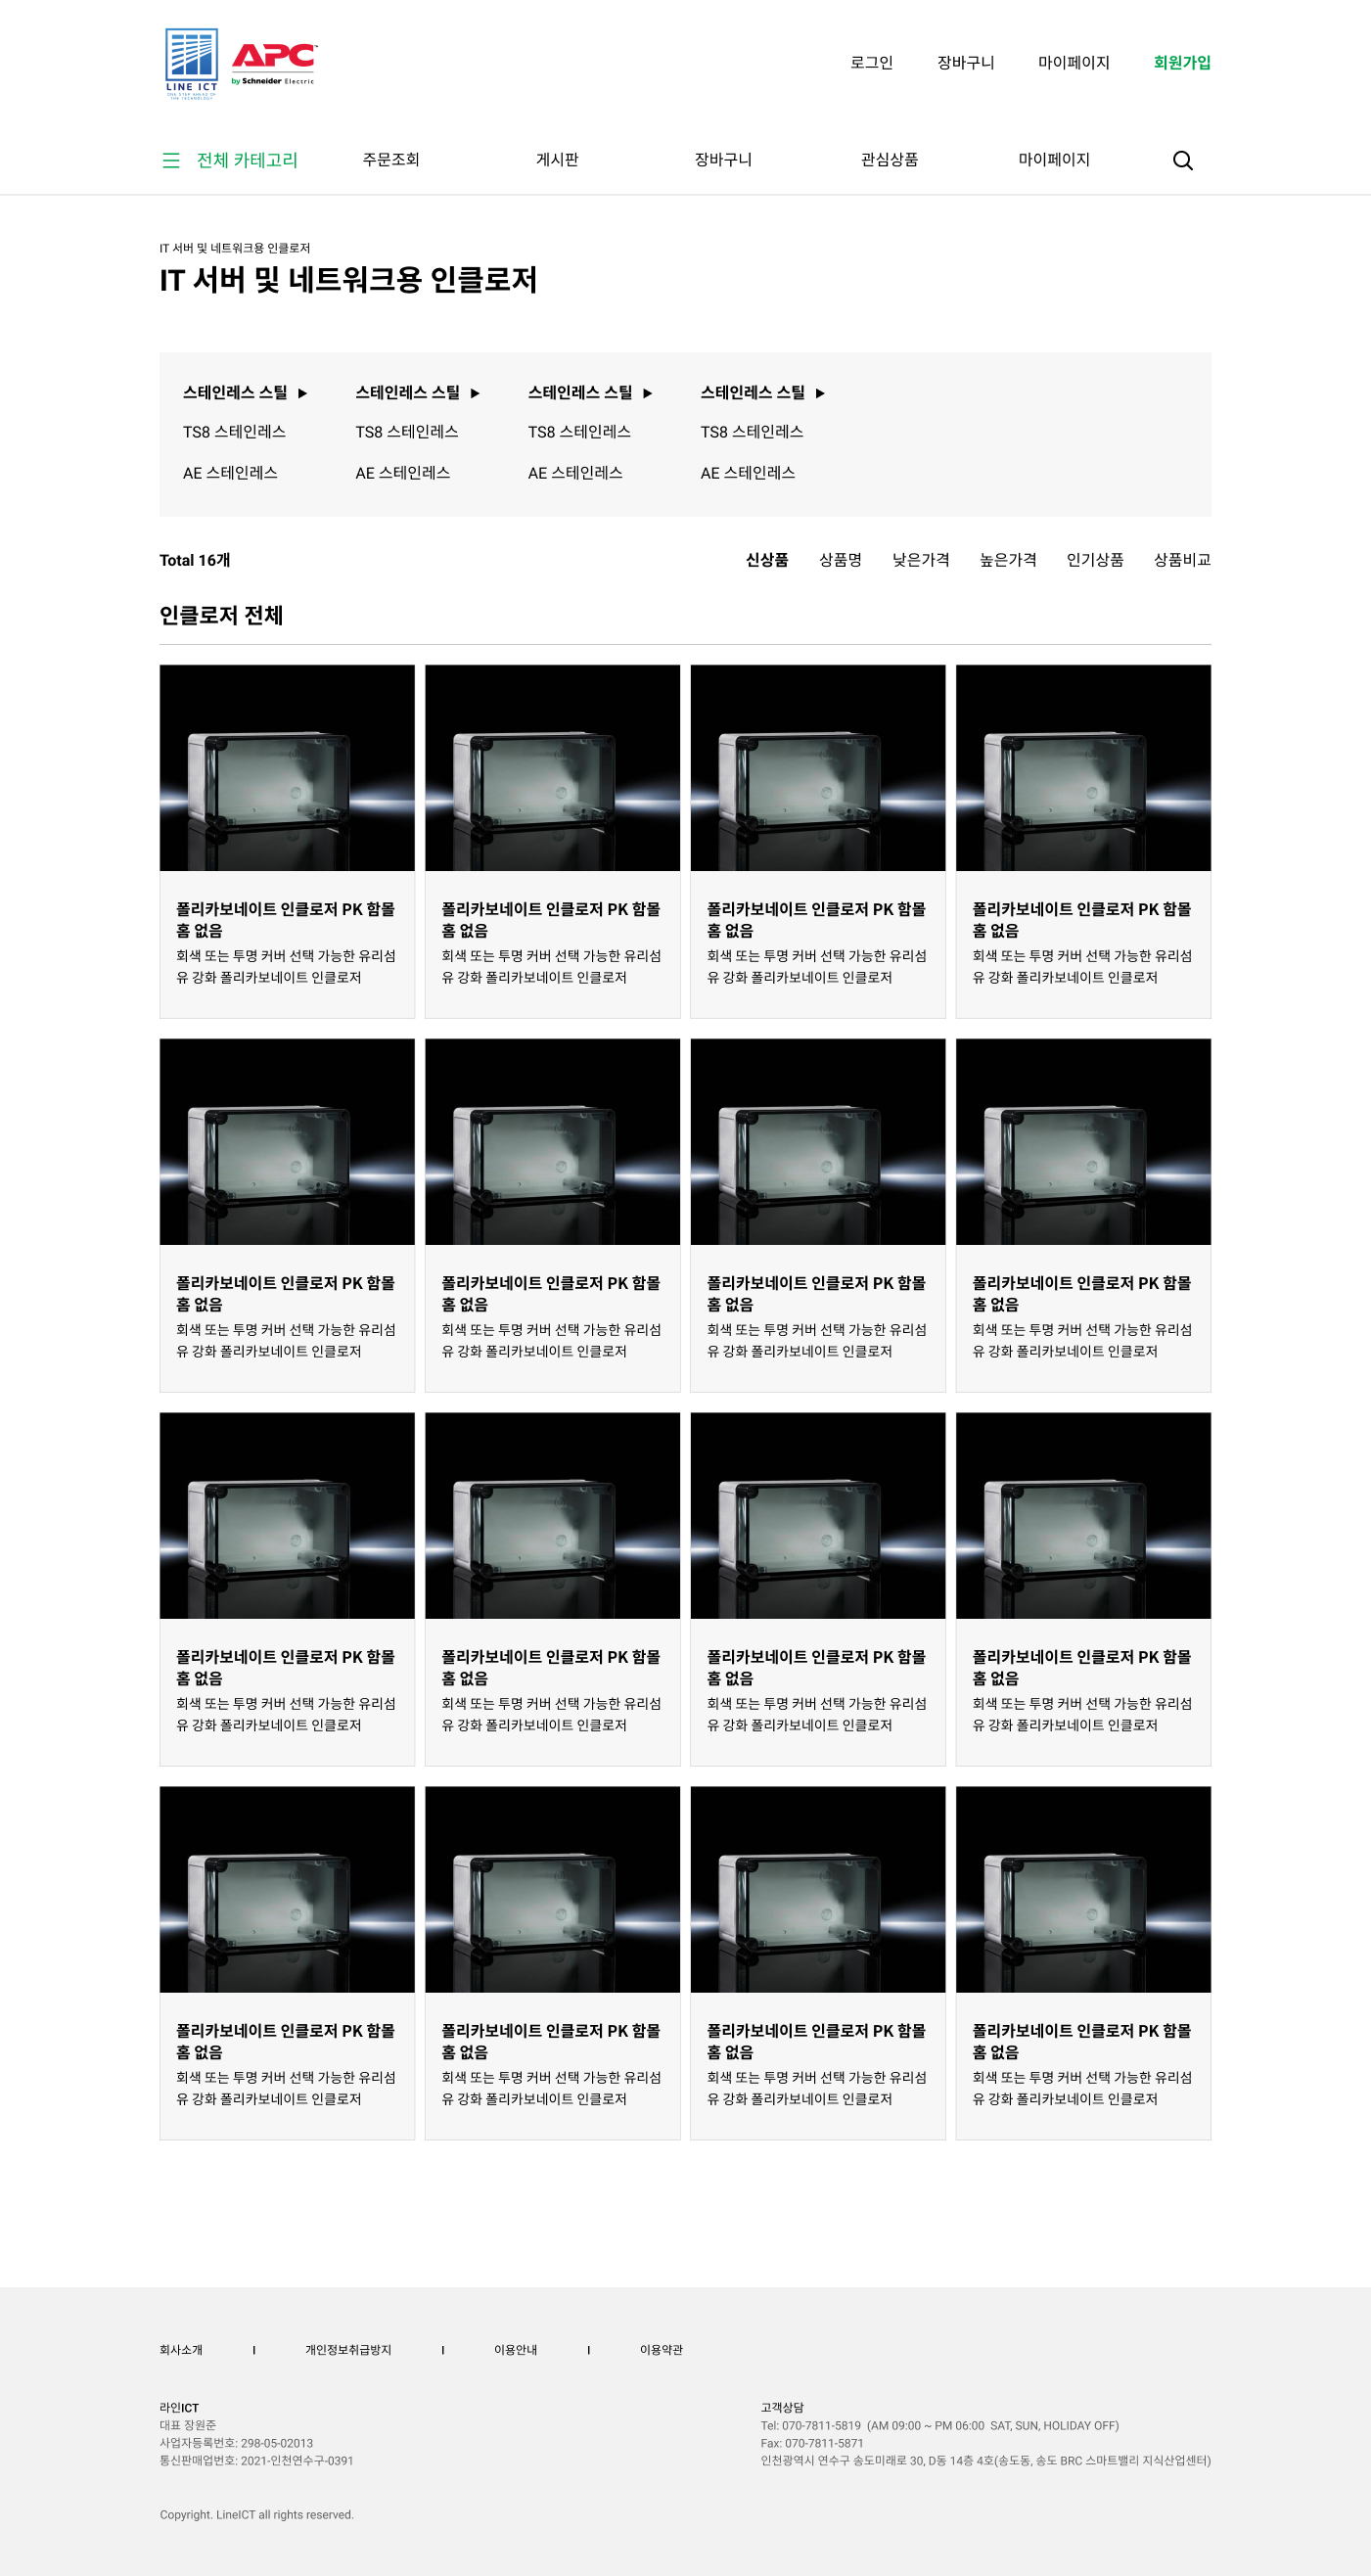 LINE ICT
ONE STEP AHEAD OF
THE TECHNOLOGY
APC™
by Schneider Electric
로그인 장바구니 마이페이지 회원가입
전체 카테고리 주문조회 게시판 장바구니 관심상품 마이페이지
IT 서버 및 네트워크용 인클로저
IT 서버 및 네트워크용 인클로저
스테인레스 스틸 ▶ 스테인레스 스틸 ▶ 스테인레스 스틸 ▶ 스테인레스 스틸 ▶
TS8 스테인레스 TS8 스테인레스 TS8 스테인레스 TS8 스테인레스
AE 스테인레스 AE 스테인레스 AE 스테인레스 AE 스테인레스
Total 16개 신상품 상품명 낮은가격 높은가격 인기상품 상품비교
인클로저 전체
폴리카보네이트 인클로저 PK 함몰 폴리카보네이트 인클로저 PK 함몰 폴리카보네이트 인클로저 PK 함몰 폴리카보네이트 인클로저 PK 함몰
홈 없음 홈 없음 홈 없음 홈 없음
회색 또는 투명 커버 선택 가능한 유리섬 회색 또는 투명 커버 선택 가능한 유리섬 회색 또는 투명 커버 선택 가능한 유리섬 회색 또는 투명 커버 선택 가능한 유리섬
유 강화 폴리카보네이트 인클로저 유 강화 폴리카보네이트 인클로저 유 강화 폴리카보네이트 인클로저 유 강화 폴리카보네이트 인클로저
폴리카보네이트 인클로저 PK 함몰 폴리카보네이트 인클로저 PK 함몰 폴리카보네이트 인클로저 PK 함몰 폴리카보네이트 인클로저 PK 함몰
홈 없음 홈 없음 홈 없음 홈 없음
회색 또는 투명 커버 선택 가능한 유리섬 회색 또는 투명 커버 선택 가능한 유리섬 회색 또는 투명 커버 선택 가능한 유리섬 회색 또는 투명 커버 선택 가능한 유리섬
유 강화 폴리카보네이트 인클로저 유 강화 폴리카보네이트 인클로저 유 강화 폴리카보네이트 인클로저 유 강화 폴리카보네이트 인클로저
폴리카보네이트 인클로저 PK 함몰 폴리카보네이트 인클로저 PK 함몰 폴리카보네이트 인클로저 PK 함몰 폴리카보네이트 인클로저 PK 함몰
홈 없음 홈 없음 홈 없음 홈 없음
회색 또는 투명 커버 선택 가능한 유리섬 회색 또는 투명 커버 선택 가능한 유리섬 회색 또는 투명 커버 선택 가능한 유리섬 회색 또는 투명 커버 선택 가능한 유리섬
유 강화 폴리카보네이트 인클로저 유 강화 폴리카보네이트 인클로저 유 강화 폴리카보네이트 인클로저 유 강화 폴리카보네이트 인클로저
폴리카보네이트 인클로저 PK 함몰 폴리카보네이트 인클로저 PK 함몰 폴리카보네이트 인클로저 PK 함몰 폴리카보네이트 인클로저 PK 함몰
홈 없음 홈 없음 홈 없음 홈 없음
회색 또는 투명 커버 선택 가능한 유리섬 회색 또는 투명 커버 선택 가능한 유리섬 회색 또는 투명 커버 선택 가능한 유리섬 회색 또는 투명 커버 선택 가능한 유리섬
유 강화 폴리카보네이트 인클로저 유 강화 폴리카보네이트 인클로저 유 강화 폴리카보네이트 인클로저 유 강화 폴리카보네이트 인클로저
회사소개 I 개인정보취급방지 I 이용안내 I 이용약관
라인ICT
대표 장원준
사업자등록번호: 298-05-02013
통신판매업번호: 2021-인천연수구-0391
고객상담
Tel: 070-7811-5819 (AM 09:00 ~ PM 06:00 SAT, SUN, HOLIDAY OFF)
Fax: 070-7811-5871
인천광역시 연수구 송도미래로 30, D동 14층 4호(송도동, 송도 BRC 스마트밸리 지식산업센터)
Copyright. LineICT all rights reserved.